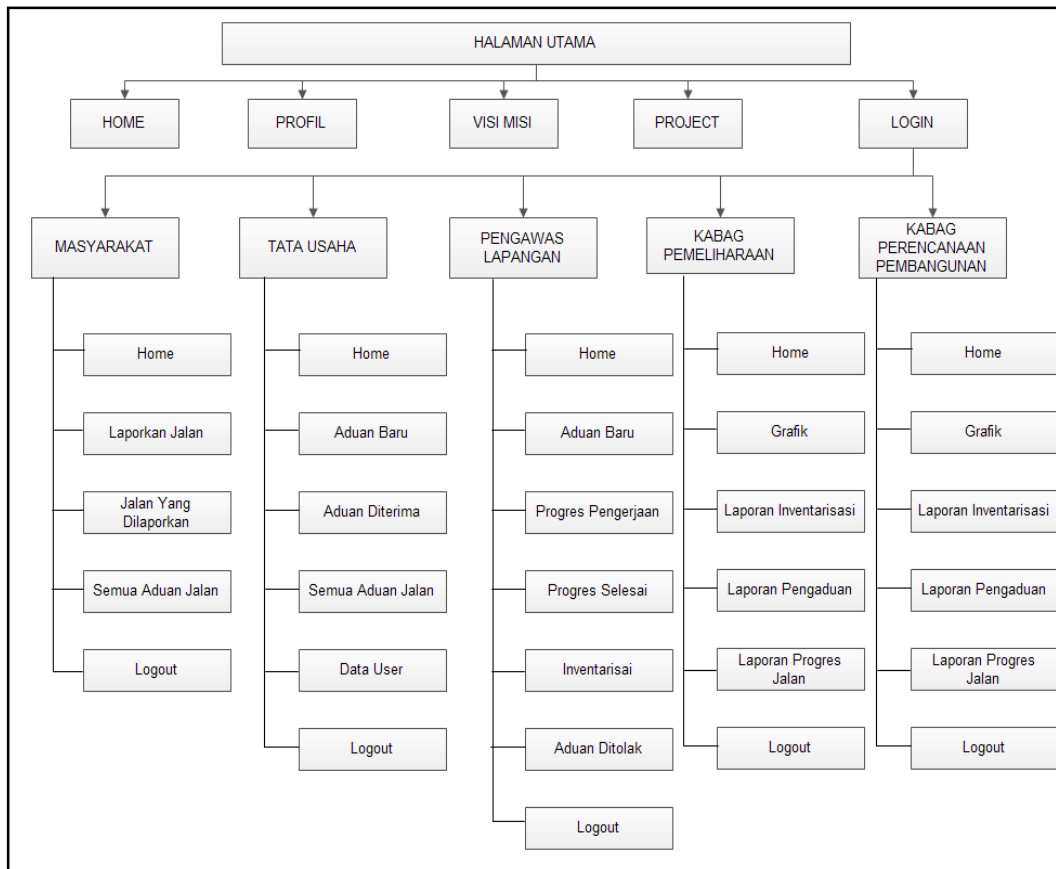 HALAMAN UTAMA
HOME
PROFIL
VISI MISI
PROJECT
LOGIN
MASYARAKAT
TATA USAHA
PENGAWAS
LAPANGAN
KABAG
PEMELIHARAAN
KABAG
PERENCANAAN
PEMBANGUNAN
Home
Laporkan Jalan
Jalan Yang
Dilaporkan
Semua Aduan Jalan
Logout
Home
Aduan Baru
Aduan Diterima
Semua Aduan Jalan
Data User
Logout
Home
Aduan Baru
Progres Pengerjaan
Progres Selesai
Inventarisai
Aduan Ditolak
Logout
Home
Grafik
Laporan Inventarisasi
Laporan Pengaduan
Laporan Progres
Jalan
Logout
Home
Grafik
Laporan Inventarisasi
Laporan Pengaduan
Laporan Progres
Jalan
Logout